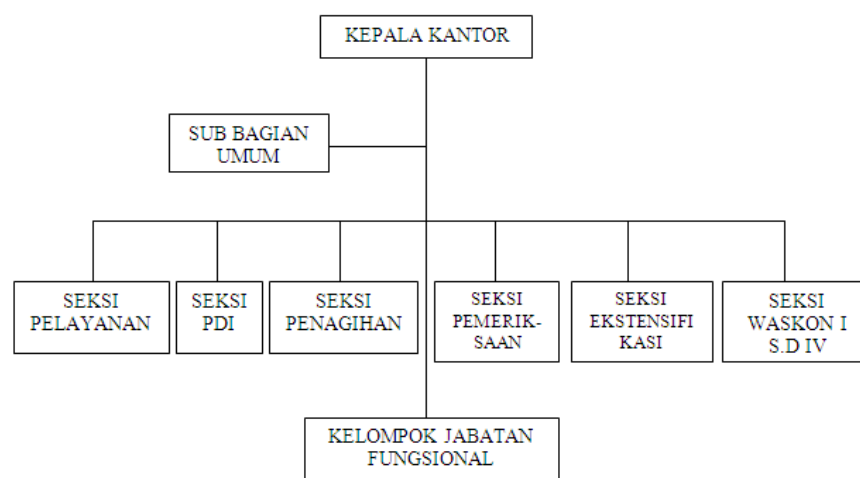 KEPALA KANTOR
SUB BAGIAN
UMUM
SEKSI
PELAYANAN
SEKSI
PDI
SEKSI
PENAGIHAN
SEKSI
PEMERIK-
SAAN
SEKSI
EKSTENSIFI
KASI
SEKSI
WASKON I
S.D IV
KELOMPOK JABATAN
FUNGSIONAL